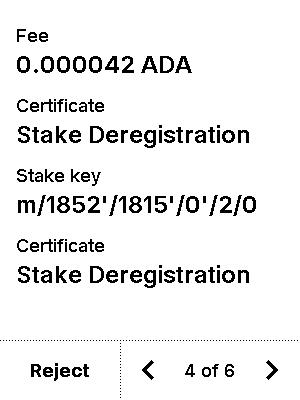 Fee
0.000042 ADA
Certificate
Stake Deregistration
Stake key
m/1852'/1815'/0'/2/0
Certificate
Stake Deregistration
Reject
4 of 6